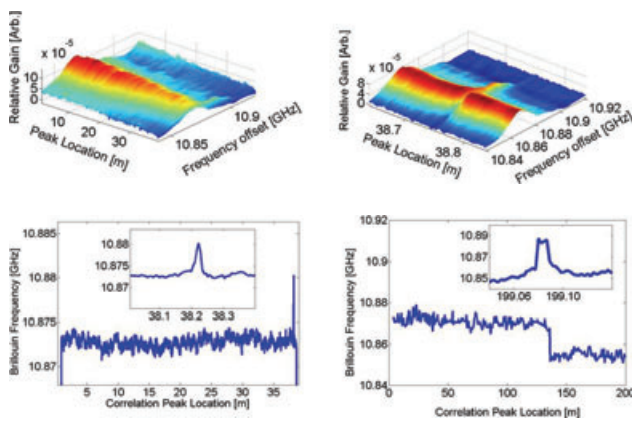 x 10 -5
Relative Gain [Arb.]
10
5
0
10
20
30
Peak Location [m]
10.9
10.85
Frequency offset [GHz]
x 10 -5
Relative Gain [Arb.]
8
4
0
38.7
38.8
Peak Location [m]
10.92
10.9
10.88
10.86
10.84
Frequency offset [GHz]
10.885
10.88
10.875
10.87
Brillouin Frequency [GHz]
10.88
10.875
10.87
38.1 38.2 38.3
5 10 15 20 25 30 35
Correlation Peak Location [m]
10.92
10.9
10.88
10.86
10.84
Brillouin Frequency [GHz]
10.89
10.87
10.85
199.06 199.10
0 50 100 150 200
Correlation Peak Location [m]